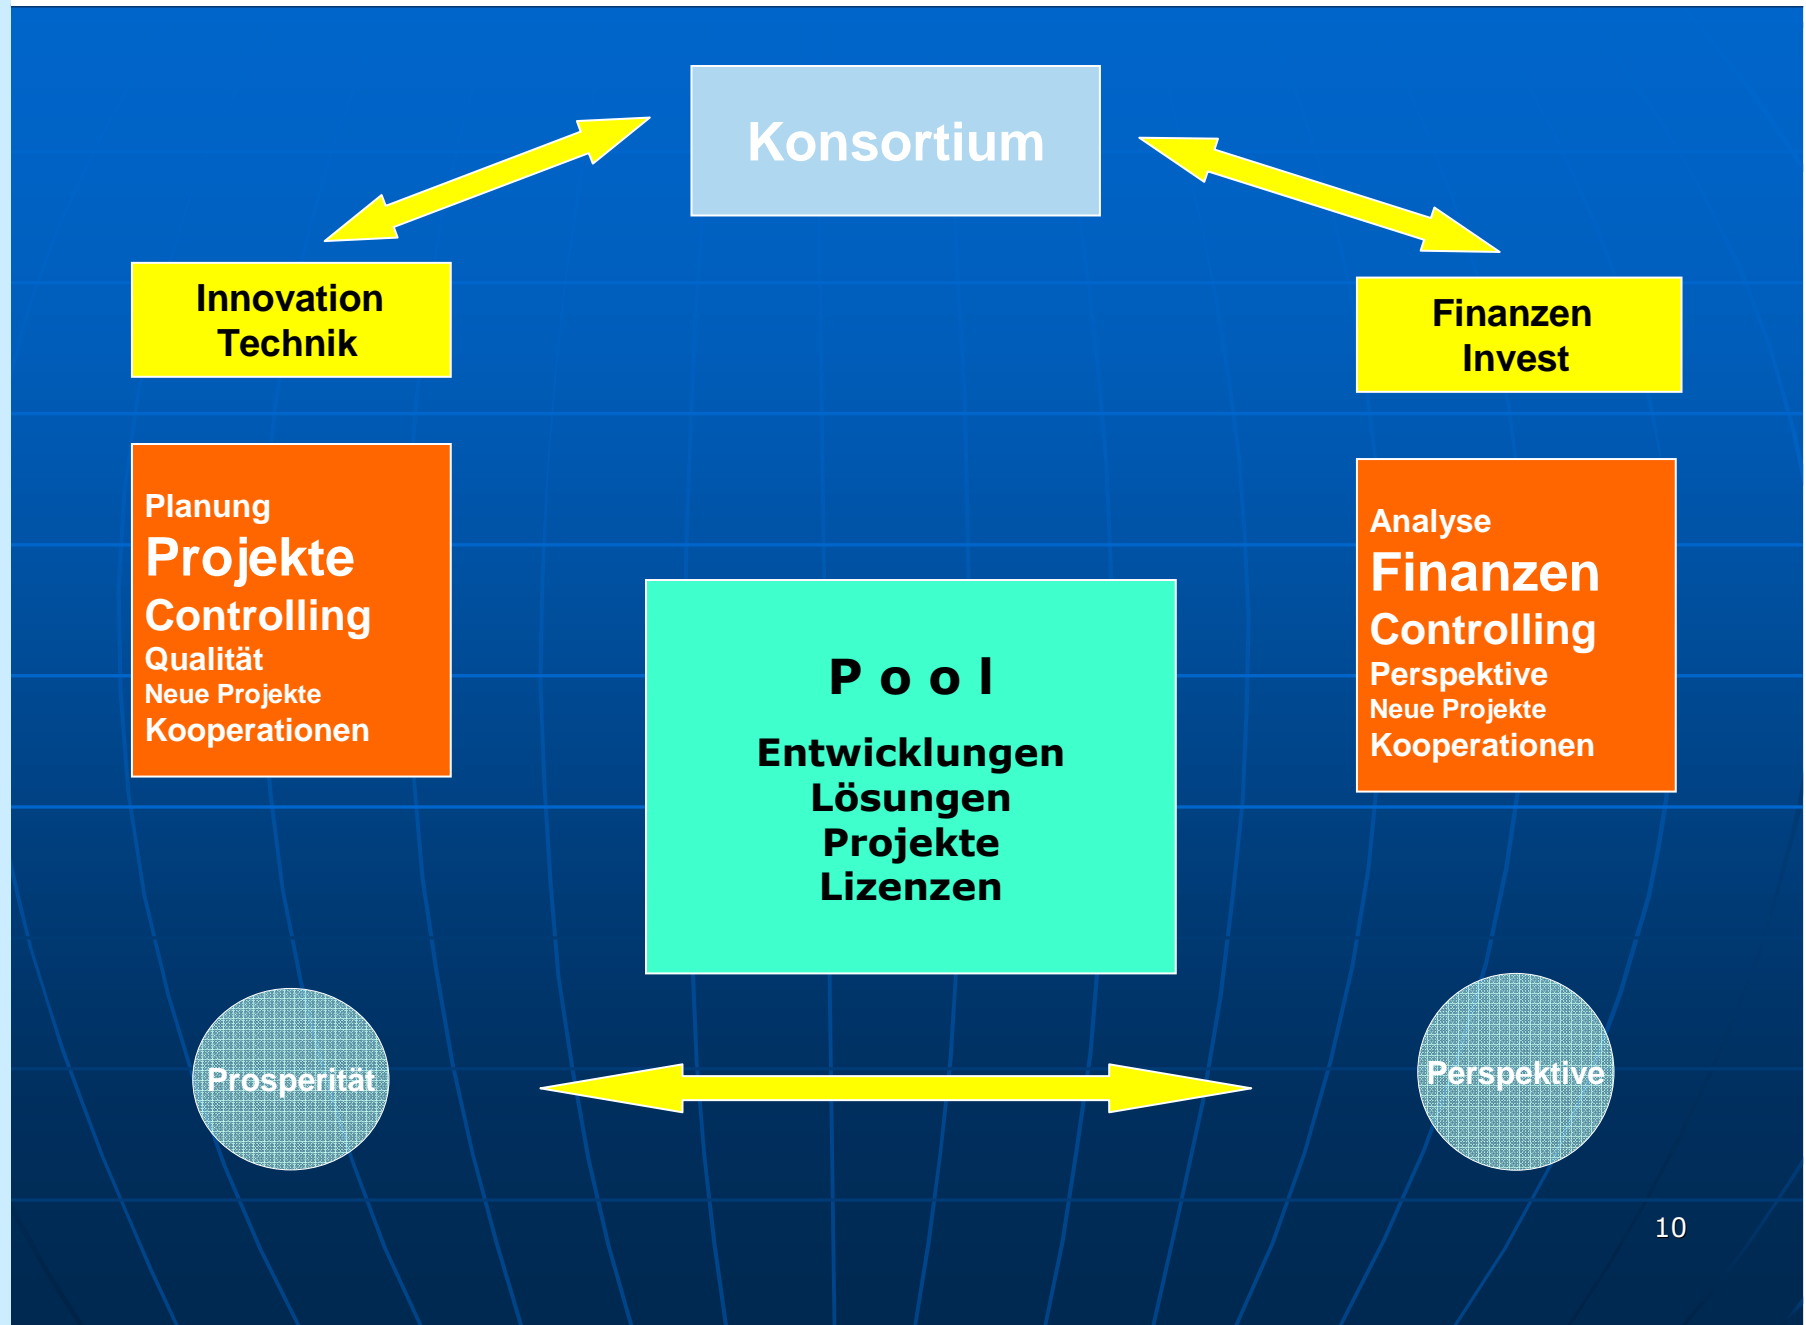 Konsortium
Innovation
Technik
Finanzen
Invest
Planung
Projekte
Controlling
Qualität
Neue Projekte
Kooperationen
Analyse
Finanzen
Controlling
Perspektive
Neue Projekte
Kooperationen
P o o l
Entwicklungen
Lösungen
Projekte
Lizenzen
Prosperität
Perspektive
10